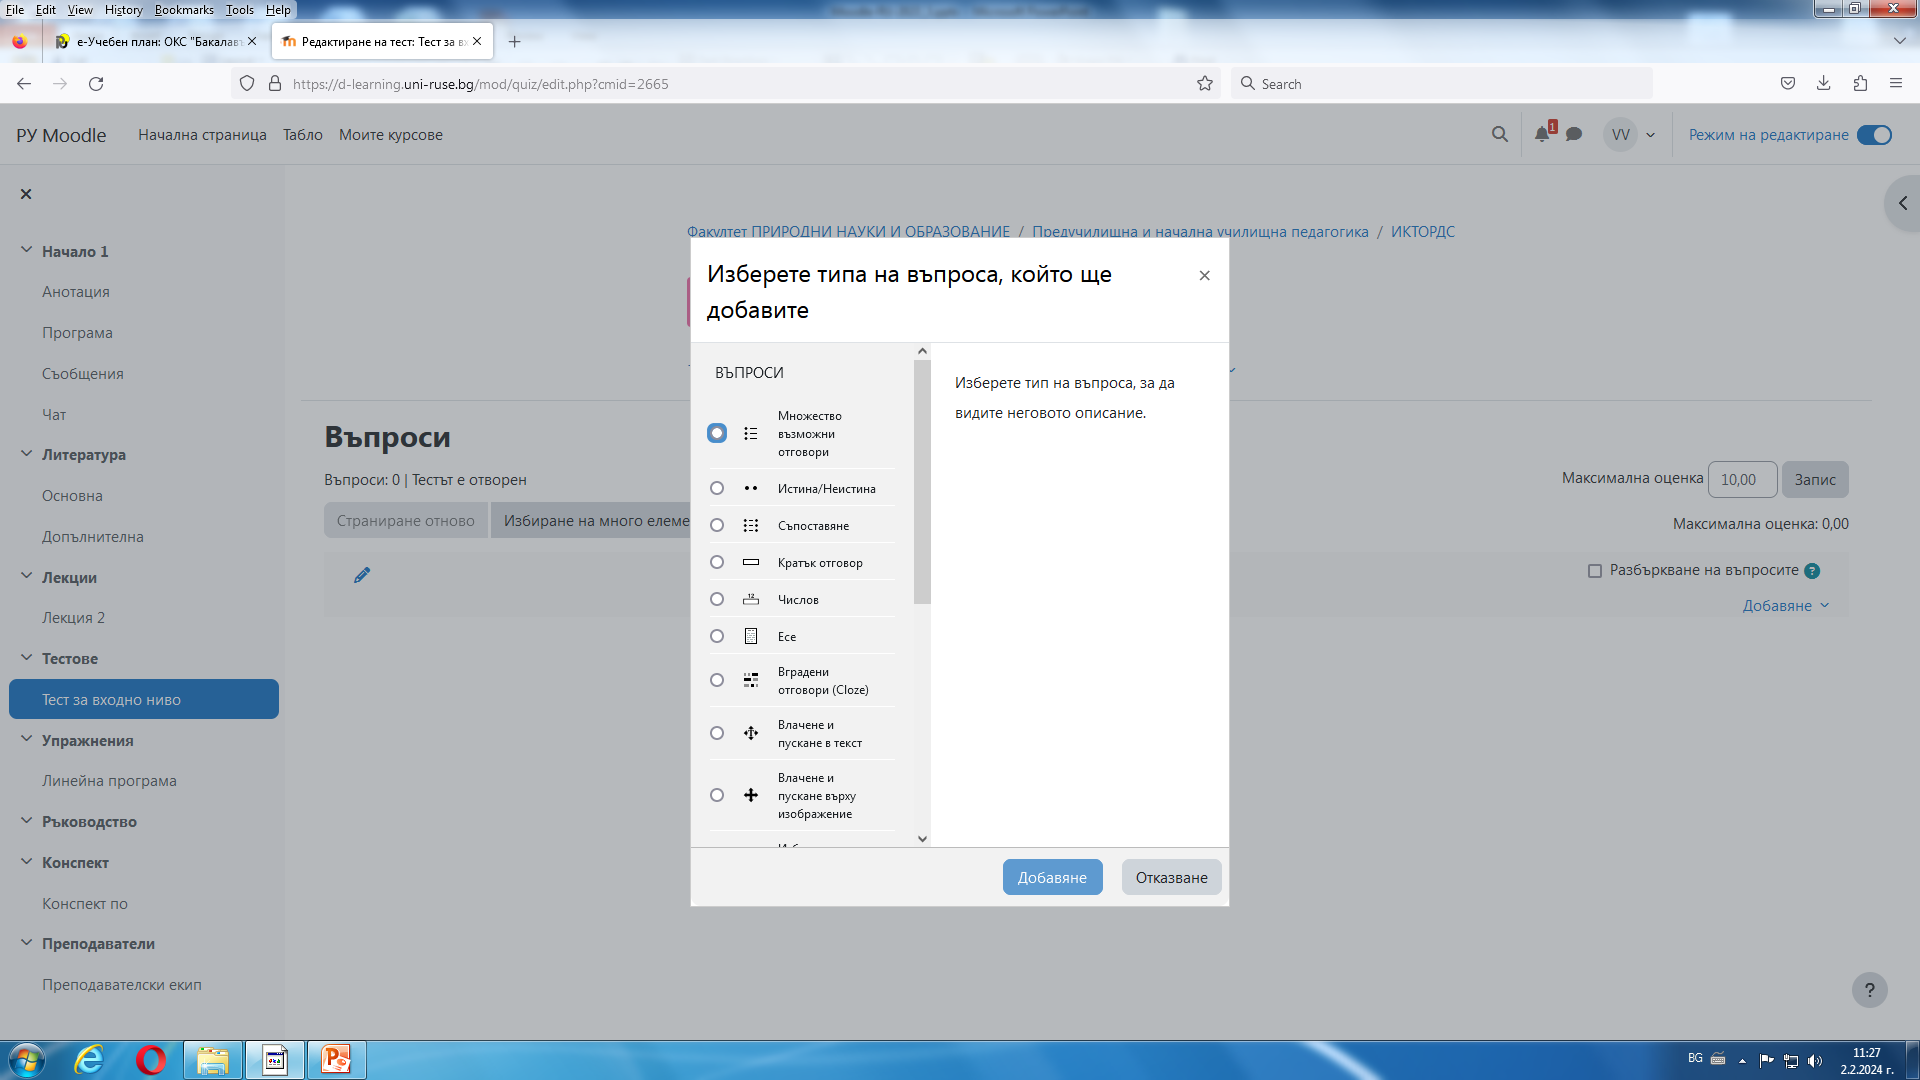 File Edit View History Bookmarks Tools Help
е-Учебен план: ОКС "Бакалавъ
Редактиране на тест: Тест за вх
https://d-learning.uni-ruse.bg/mod/quiz/edit.php?cmid=2665
Search
РУ Moodle Начална страница Табло Моите курсове
1
VV
Режим на редактиране
Начало 1
Анотация
Програма
Съобщения
Чат
Литература
Основна
Допълнителна
Лекции
Лекция 2
Тестове
Тест за входно ниво
Упражнения
Линейна програма
Ръководство
Конспект
Конспект по
Преподаватели
Преподавателски екип
Факултет ПРИРОДНИ НАУКИ И ОБРАЗОВАНИЕ / Предучилищна и начална училищна педагогика / ИКТОРДС
Въпроси
Въпроси: 0 | Тестът е отворен
Страниране отново
Избиране на много елеме
Максимална оценка 10,00 Запис
Максимална оценка: 0,00
Разбъркване на въпросите ?
Добавяне
Изберете типа на въпроса, който ще
добавите
ВЪПРОСИ
Множество
възможни
отговори
Истина/Неистина
Съпоставяне
Кратък отговор
12
Числов
Есе
Вградени
отговори (Cloze)
Влачене и
пускане в текст
Влачене и
пускане върху
изображение
Изберете тип на въпроса, за да
видите неговото описание.
Добавяне
Отказване
?
BG
11:27
2.2.2024 г.